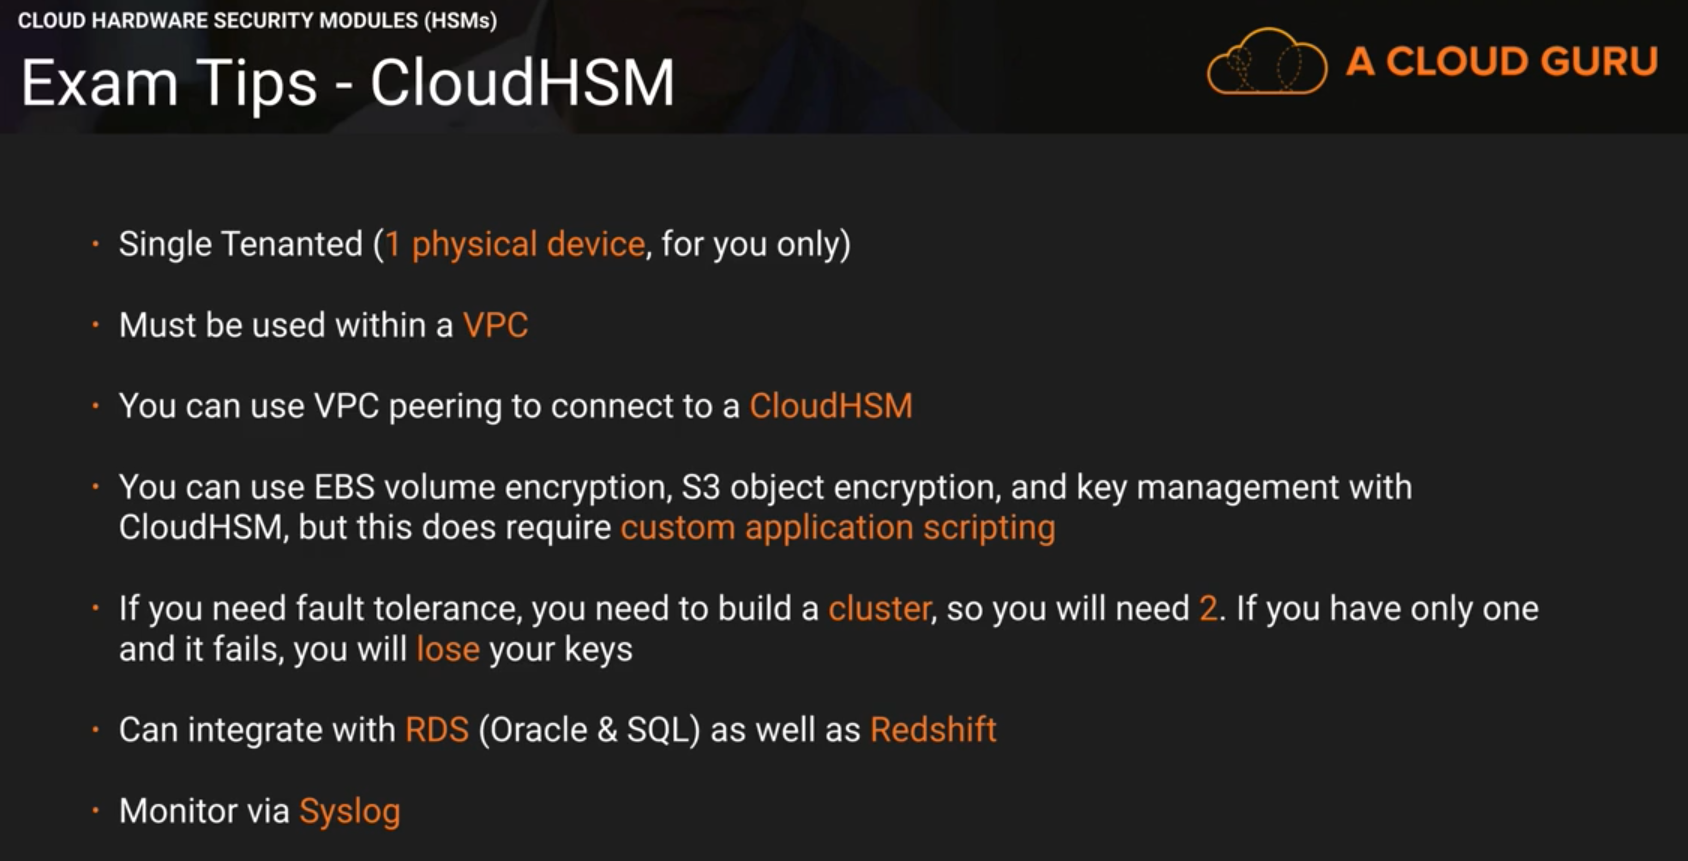 CLOUD HARDWARE SECURITY MODULES (HSMs)
Exam Tips - CloudHSM
A CLOUD GURU
· Single Tenanted (1 physical device, for you only)
· Must be used within a VPC
· You can use VPC peering to connect to a CloudHSM
· You can use EBS volume encryption, S3 object encryption, and key management with
CloudHSM, but this does require custom application scripting
· If you need fault tolerance, you need to build a cluster, so you will need 2. If you have only one
and it fails, you will lose your keys
· Can integrate with RDS (Oracle & SQL) as well as Redshift
· Monitor via Syslog